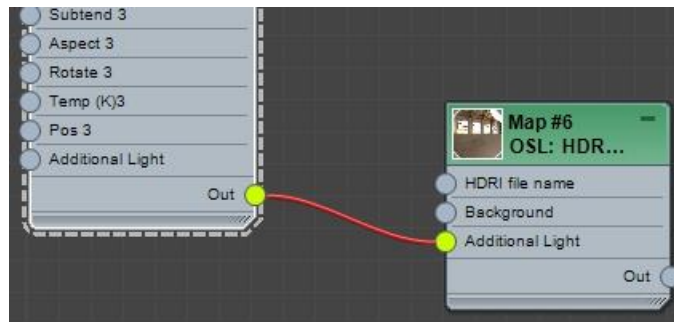 Subtend 3
Aspect 3
Rotate 3
Temp (K)3
Pos 3
Additional Light
Out
Map #6
OSL: HDR...
HDRI file name
Background
Additional Light
Out